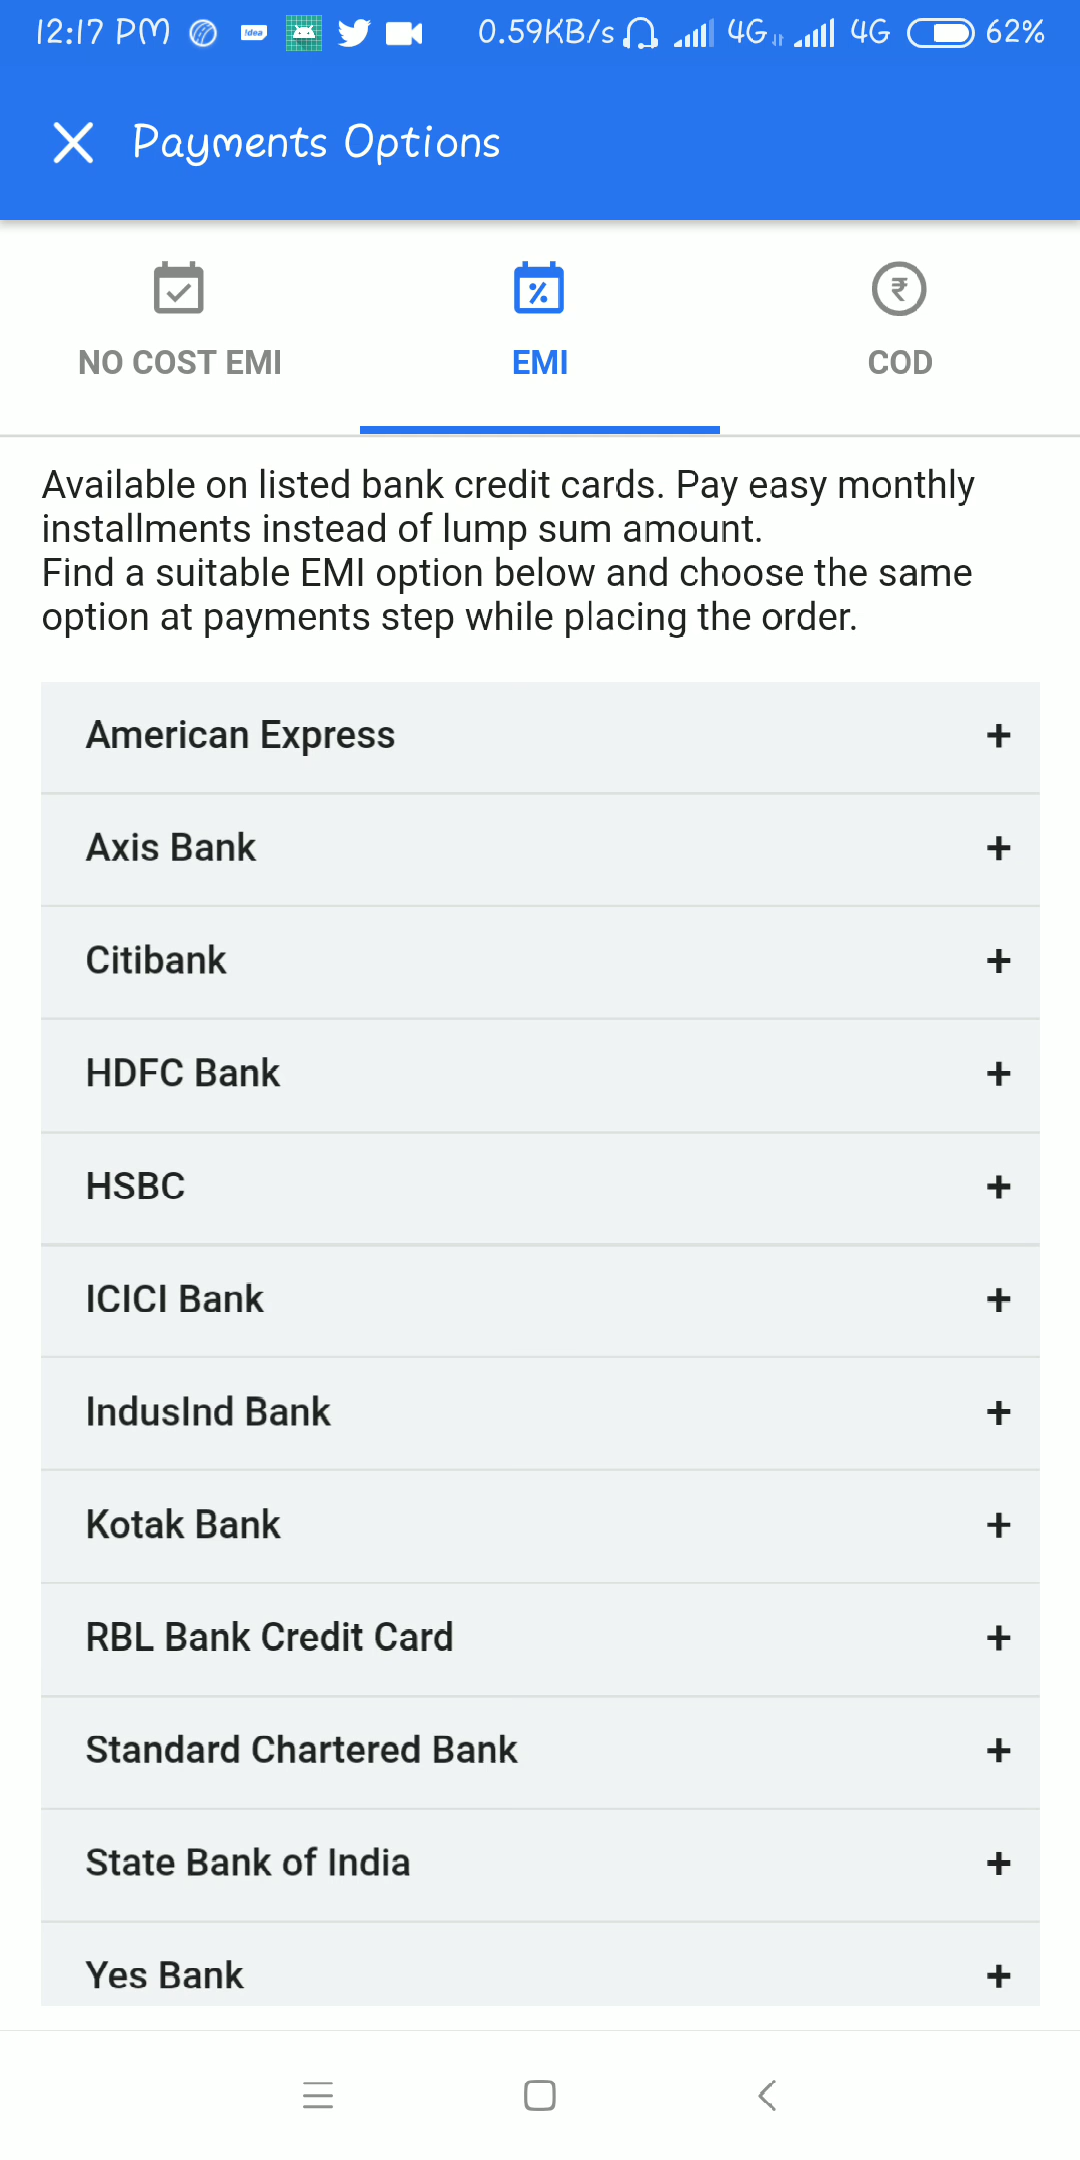 12:17 PM Idea 0.59KB/s 4G 4G 62%
Payments Options
NO COST EMI EMI COD
Available on listed bank credit cards. Pay easy monthly
installments instead of lump sum amount.
Find a suitable EMI option below and choose the same
option at payments step while placing the order.
American Express +
Axis Bank +
Citibank +
HDFC Bank +
HSBC +
ICICI Bank +
IndusInd Bank +
Kotak Bank +
RBL Bank Credit Card +
Standard Chartered Bank +
State Bank of India +
Yes Bank +